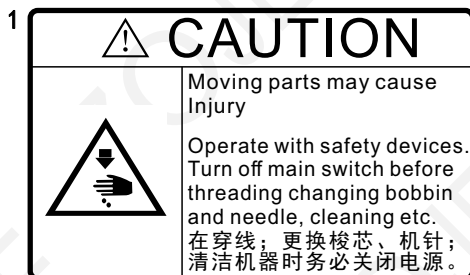 1
⚠ CAUTION
Moving parts may cause
Injury
Operate with safety devices.
Turn off main switch before
threading changing bobbin
and needle, cleaning etc.
在穿线；更换梭芯、机针；
清洁机器时务必关闭电源。